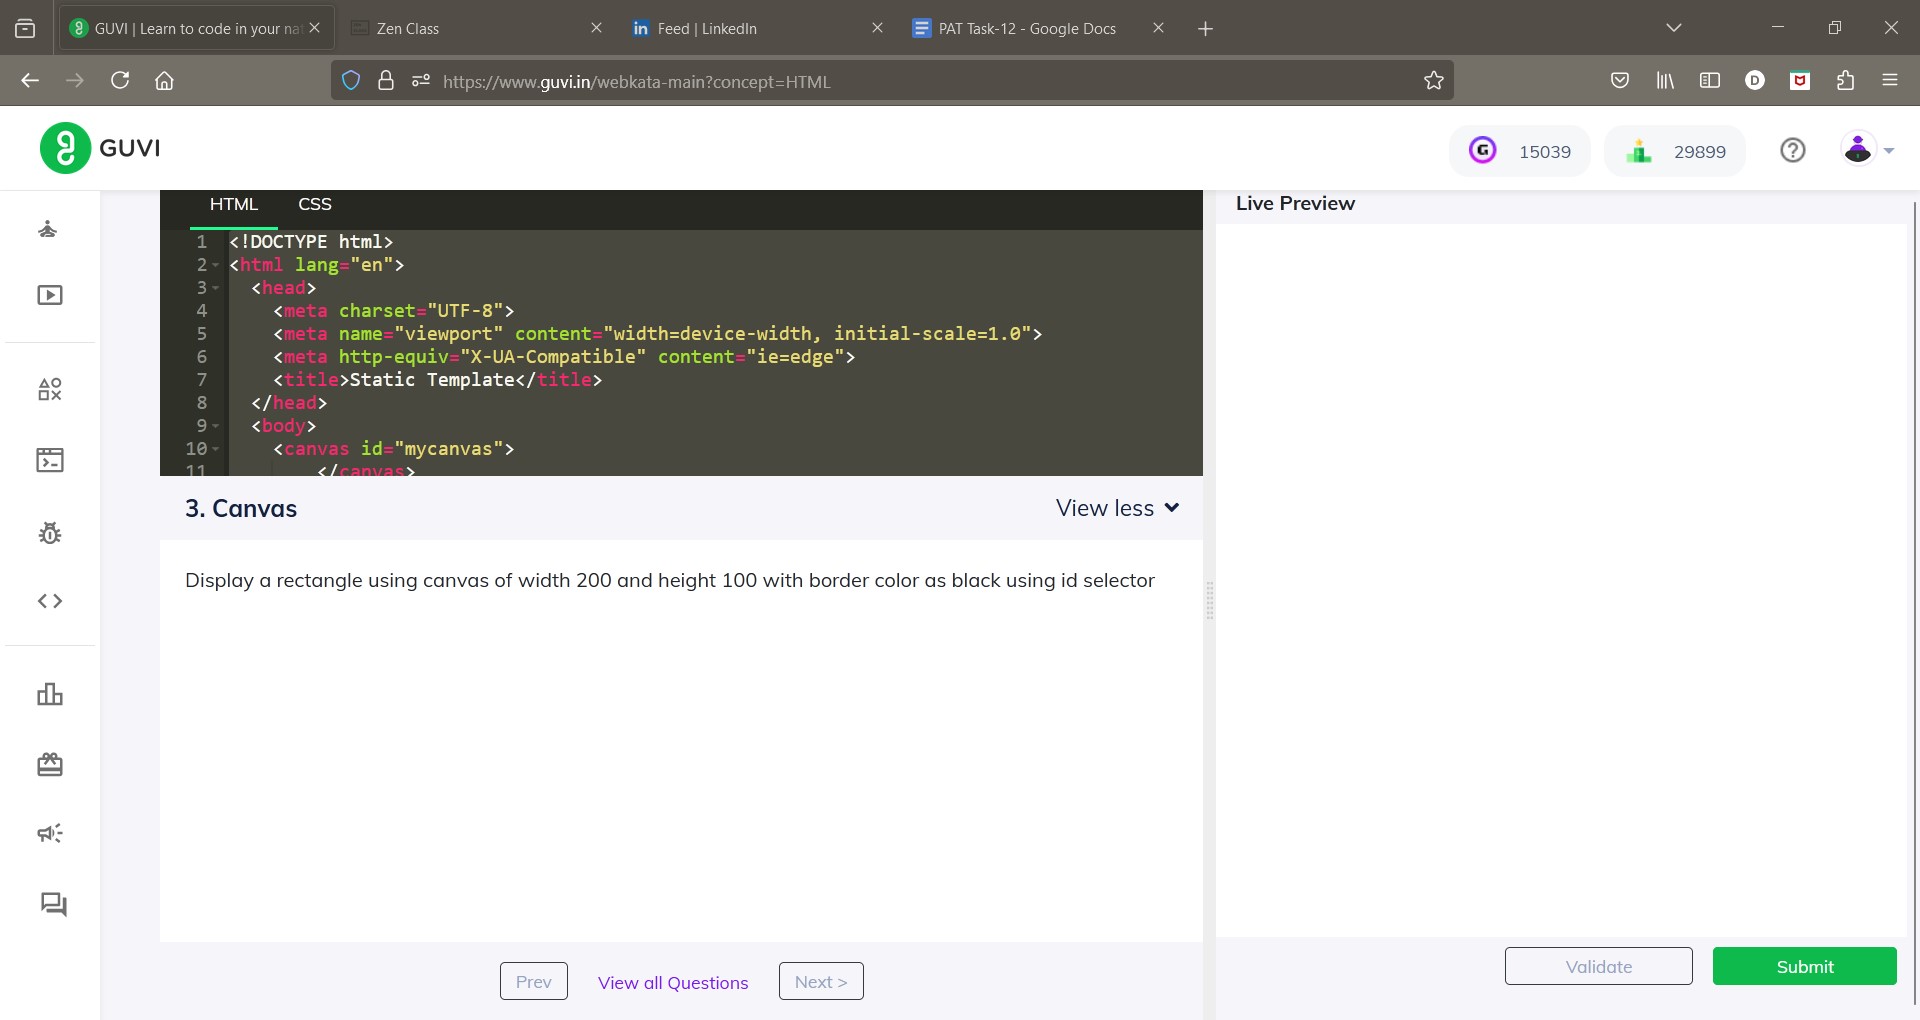 GUVI | Learn to code in your nat
Zen Class
Feed | LinkedIn
PAT Task-12 - Google Docs
https://www.guvi.in/webkata-main?concept=HTML
GUVI
15039
29899
HTML
CSS
Live Preview
1 <!DOCTYPE html>
2 <html lang="en">
3 <head>
4 <meta charset="UTF-8">
5 <meta name="viewport" content="width=device-width, initial-scale=1.0">
6 <meta http-equiv="X-UA-Compatible" content="ie=edge">
7 <title>Static Template</title>
8 </head>
9 <body>
10 <canvas id="mycanvas">
11 </canvas>
3. Canvas
View less
Display a rectangle using canvas of width 200 and height 100 with border color as black using id selector
Prev
View all Questions
Next >
Validate
Submit